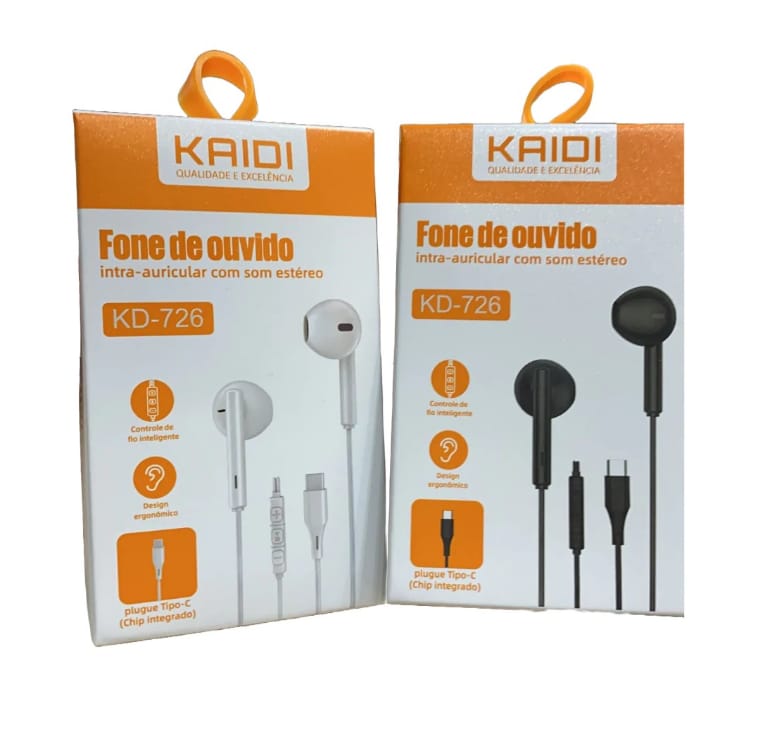 KAIDI
QUALIDADE E EXCELÊNCIA
Fone de ouvido
intra-auricular com som estéreo
KD-726
Controle de
fio inteligente
Design
ergonômico
plugue Tipo-C
(Chip integrado)
KAIDI
QUALIDADE E EXCELÊNCIA
Fone de ouvido
intra-auricular com som estéreo
KD-726
Controle de
fio inteligente
Design
ergonômico
plugue Tipo-C
(Chip integrado)